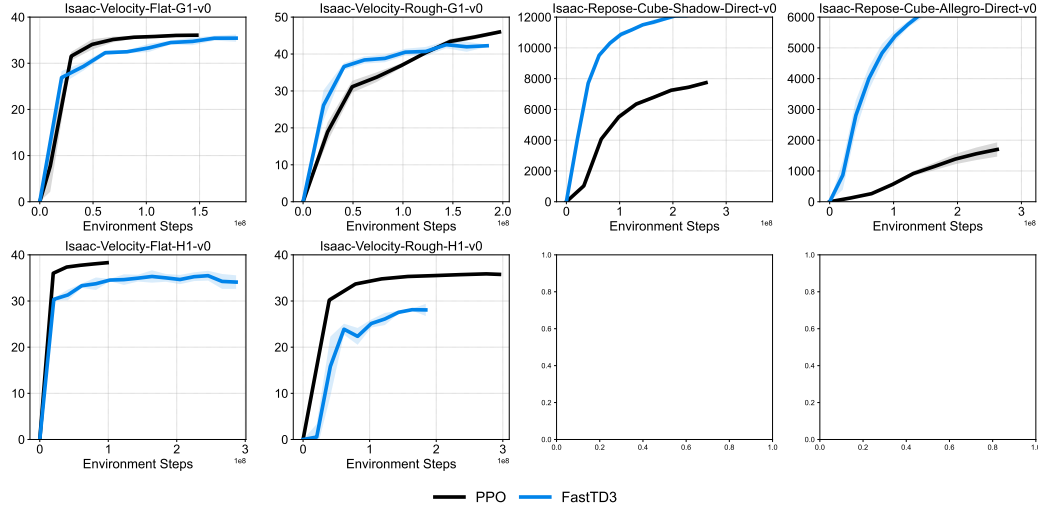 Isaac-Velocity-Flat-G1-v0
40
30
20
10
0
0.0 0.5 1.0 1.5
Environment Steps
1e8
Isaac-Velocity-Rough-G1-v0
50
40
30
20
10
0
0.0 0.5 1.0 1.5 2.0
Environment Steps
1e8
Isaac-Repose-Cube-Shadow-Direct-v0
12000
10000
8000
6000
4000
2000
0
0 1 2 3
Environment Steps
1e8
Isaac-Repose-Cube-Allegro-Direct-v0
6000
5000
4000
3000
2000
1000
0
0 1 2 3
Environment Steps
1e8
Isaac-Velocity-Flat-H1-v0
40
30
20
10
0
0 1 2 3
Environment Steps
1e8
Isaac-Velocity-Rough-H1-v0
40
30
20
10
0
0 1 2 3
Environment Steps
1e8
1.0
0.8
0.6
0.4
0.2
0.0
0.0 0.2 0.4 0.6 0.8 1.0
1.0
0.8
0.6
0.4
0.2
0.0
0.0 0.2 0.4 0.6 0.8 1.0
PPO FastTD3